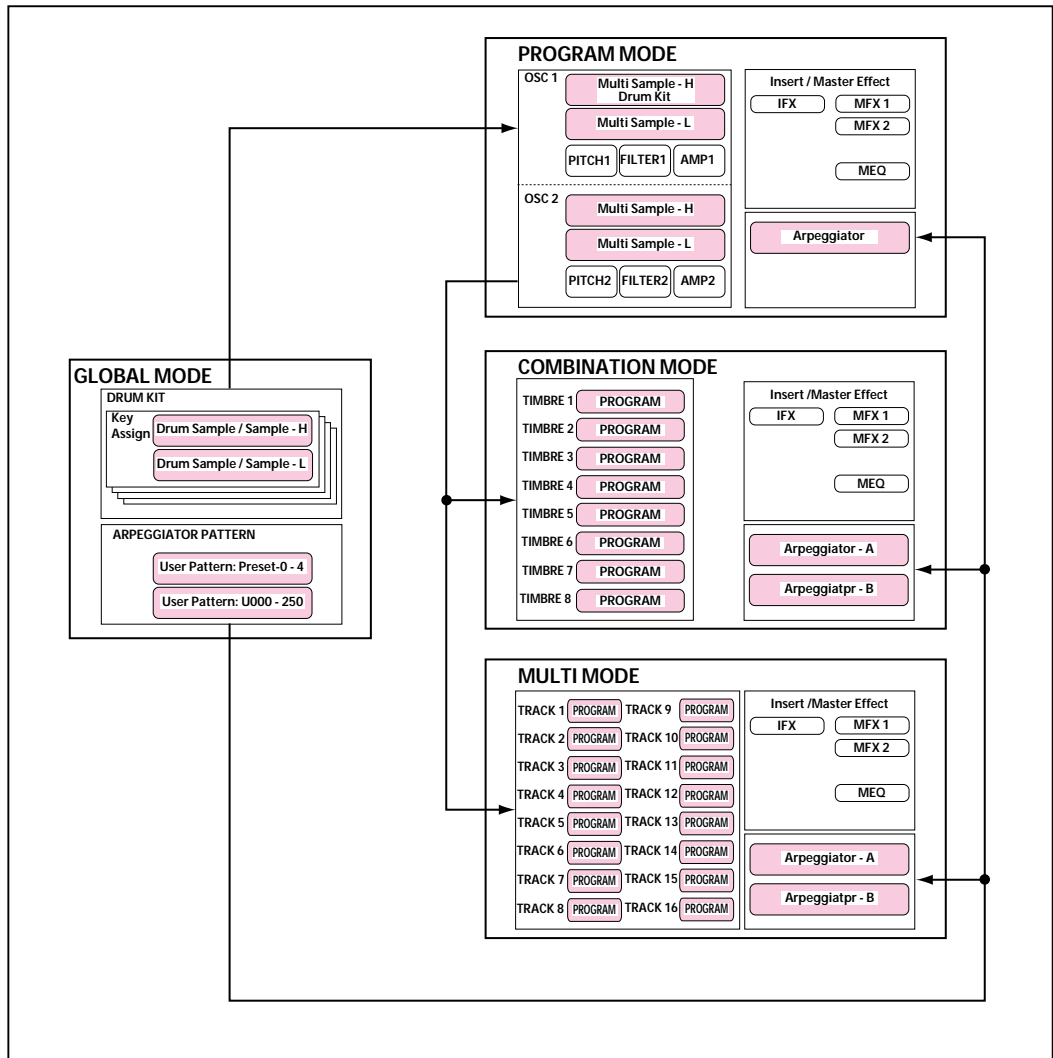 PROGRAM MODE
OSC 1
Multi Sample - H
Drum Kit
Multi Sample - L
PITCH1 FILTER1 AMP1
OSC 2
Multi Sample - H
Multi Sample - L
PITCH2 FILTER2 AMP2
Insert / Master Effect
IFX MFX 1
MFX 2
MEQ
Arpeggiator
GLOBAL MODE
DRUM KIT
Key
Assign
Drum Sample / Sample - H
Drum Sample / Sample - L
ARPEGGIATOR PATTERN
User Pattern: Preset-0 - 4
User Pattern: U000 - 250
COMBINATION MODE
TIMBRE 1 PROGRAM
TIMBRE 2 PROGRAM
TIMBRE 3 PROGRAM
TIMBRE 4 PROGRAM
TIMBRE 5 PROGRAM
TIMBRE 6 PROGRAM
TIMBRE 7 PROGRAM
TIMBRE 8 PROGRAM
Insert /Master Effect
IFX MFX 1
MFX 2
MEQ
Arpeggiator - A
Arpeggiatpr - B
MULTI MODE
TRACK 1 PROGRAM TRACK 9 PROGRAM
TRACK 2 PROGRAM TRACK 10 PROGRAM
TRACK 3 PROGRAM TRACK 11 PROGRAM
TRACK 4 PROGRAM TRACK 12 PROGRAM
TRACK 5 PROGRAM TRACK 13 PROGRAM
TRACK 6 PROGRAM TRACK 14 PROGRAM
TRACK 7 PROGRAM TRACK 15 PROGRAM
TRACK 8 PROGRAM TRACK 16 PROGRAM
Insert /Master Effect
IFX MFX 1
MFX 2
MEQ
Arpeggiator - A
Arpeggiatpr - B